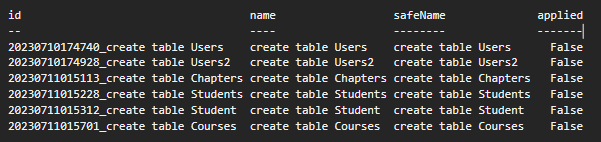 id name safeName applied
-- ---- -------- -------
20230710174740_create table Users create table Users create table Users False
20230710174928_create table Users2 create table Users2 create table Users2 False
20230711015113_create table Chapters create table Chapters create table Chapters False
20230711015228_create table Students create table Students create table Students False
20230711015312_create table Student create table Student create table Student False
20230711015701_create table Courses create table Courses create table Courses False